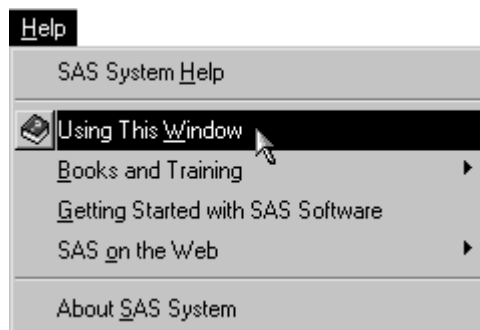 Help
SAS System Help
Using This Window
Books and Training
Getting Started with SAS Software
SAS on the Web
About SAS System